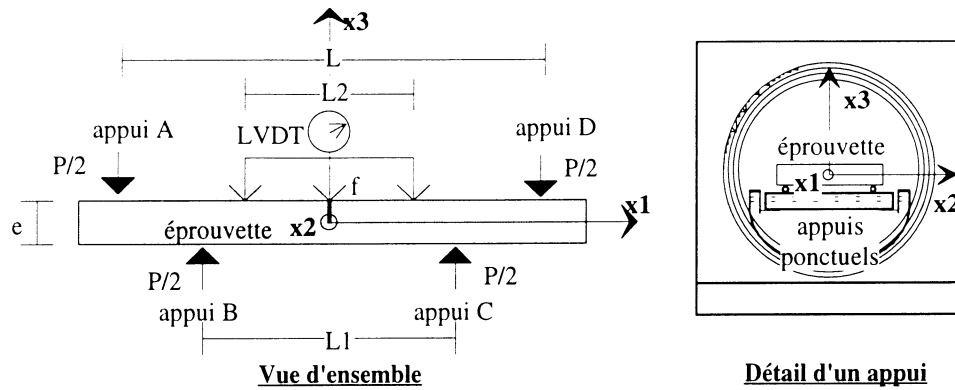 x3
L
L2
appui A
LVDT
appui D
P/2
P/2
f
e
éprouvette
x2
x1
P/2
P/2
appui B
appui C
L1
Vue d'ensemble
x3
éprouvette
x1
x2
appuis
ponctuels
Détail d'un appui